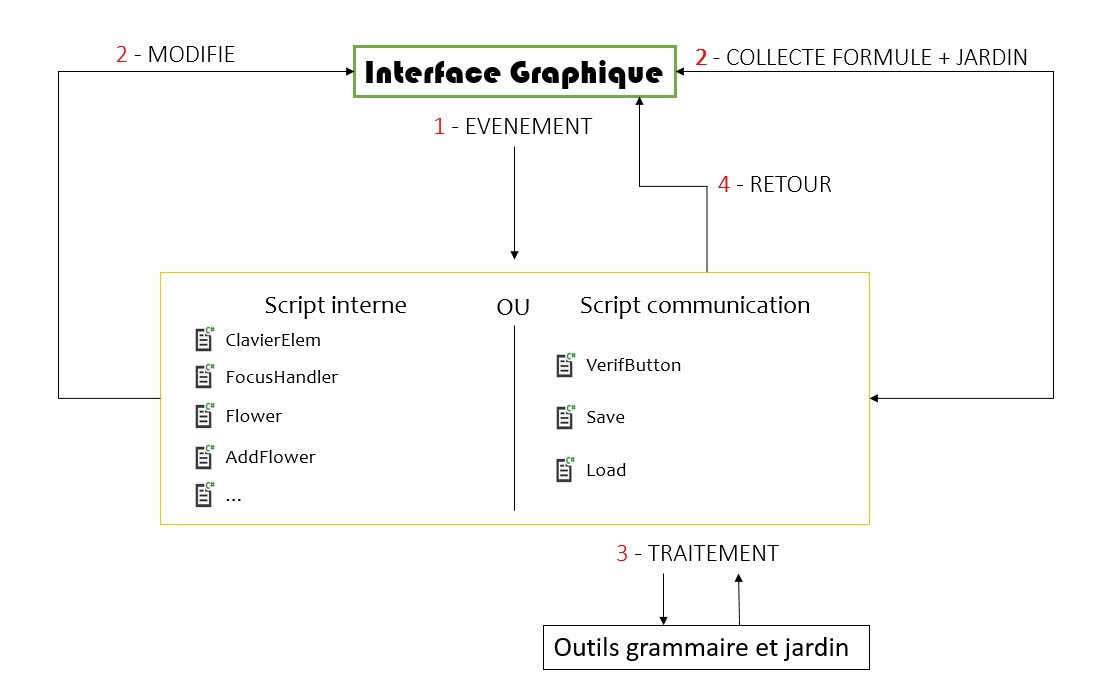 2 - MODIFIE
Interface Graphique
2 - COLLECTE FORMULE + JARDIN
1 - EVENEMENT
4 - RETOUR
Script interne
OU
Script communication
C# ClavierElem
C# FocusHandler
C# Flower
C# AddFlower
C# ...
C# VerifButton
C# Save
C# Load
3 - TRAITEMENT
Outils grammaire et jardin